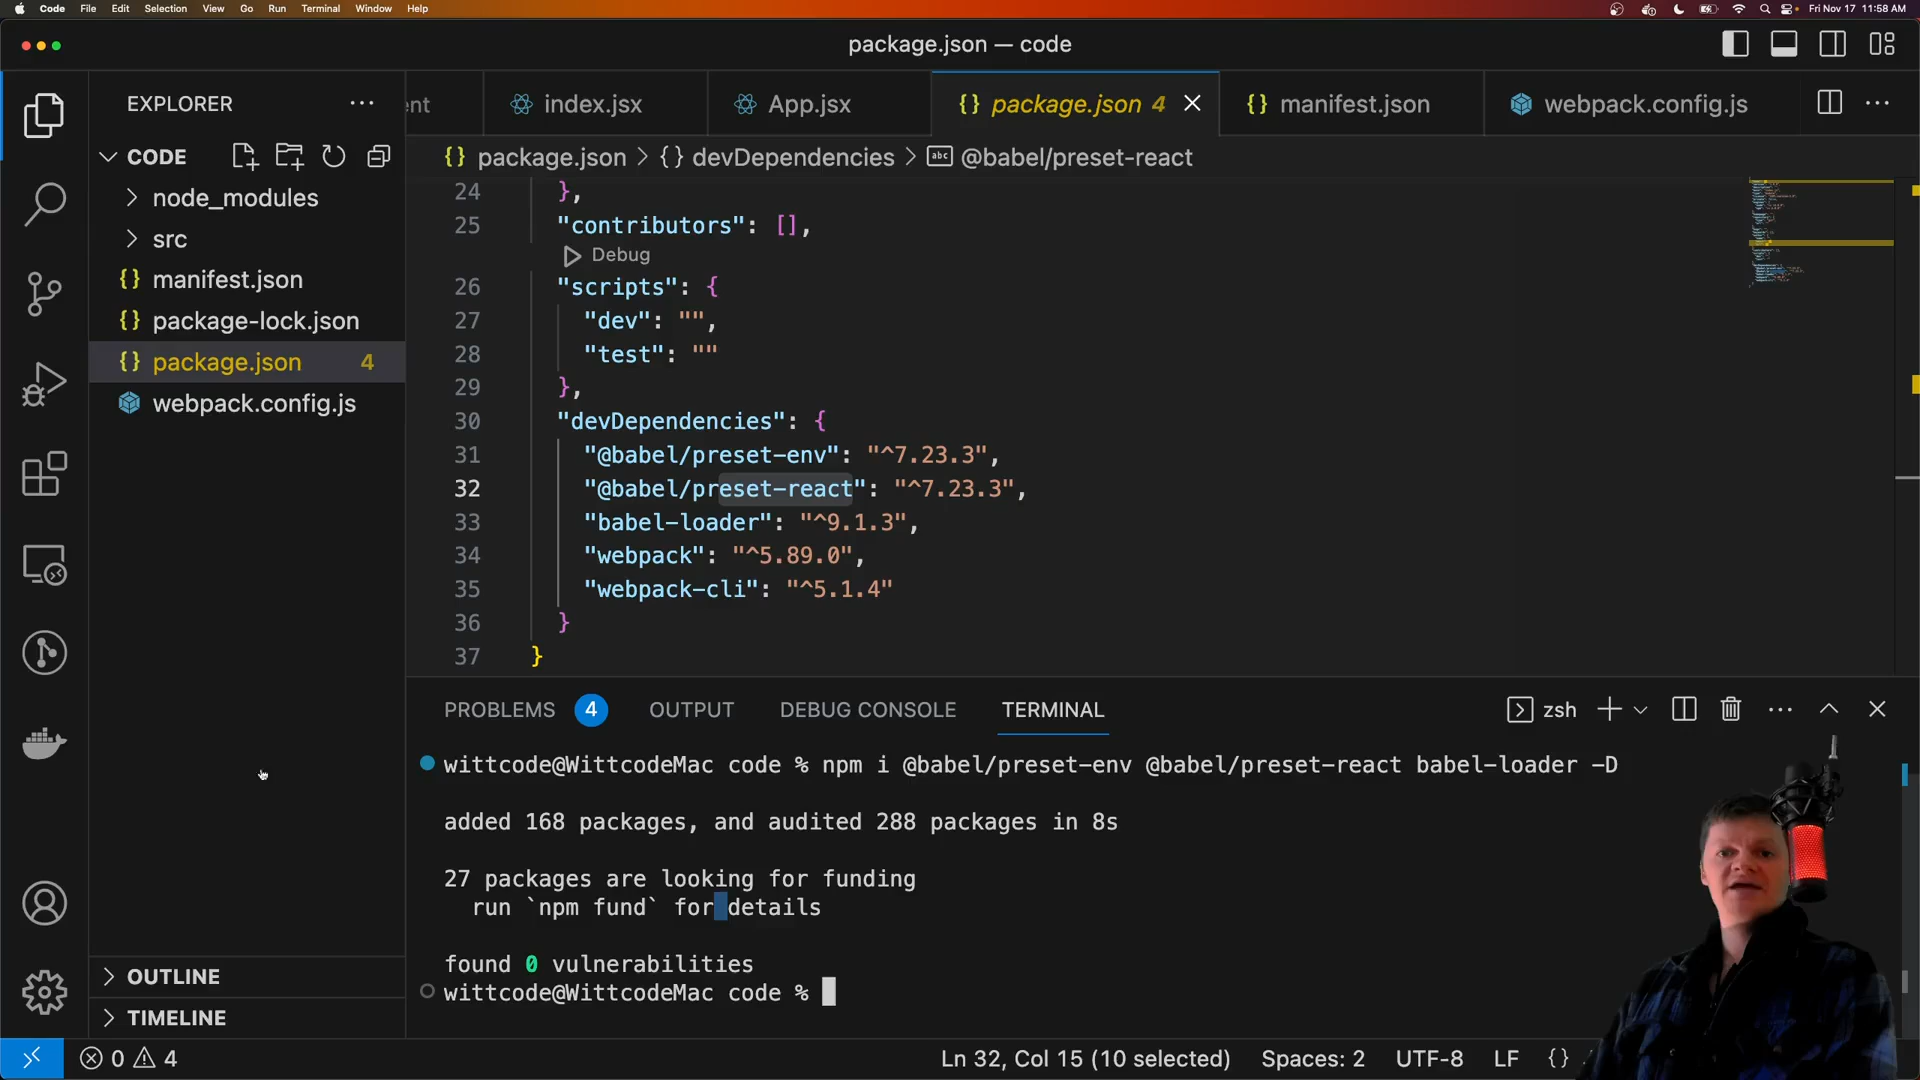 Code File Edit Selection View Go Run Terminal Window Help
Fri Nov 17 11:58 AM
package.json — code
EXPLORER
CODE
node_modules
src
manifest.json
package-lock.json
package.json 4
webpack.config.js
OUTLINE
TIMELINE
nt
index.jsx
App.jsx
{} package.json 4
{} manifest.json
webpack.config.js
{} package.json > {} devDependencies > abc @babel/preset-react
24 },
25 "contributors": [],
Debug
26 "scripts": {
27 "dev": "",
28 "test": ""
29 },
30 "devDependencies": {
31 "@babel/preset-env": "^7.23.3",
32 "@babel/preset-react": "^7.23.3",
33 "babel-loader": "^9.1.3",
34 "webpack": "^5.89.0",
35 "webpack-cli": "^5.1.4"
36 }
37 }
PROBLEMS 4 OUTPUT DEBUG CONSOLE TERMINAL
zsh
wittcode@WittcodeMac code % npm i @babel/preset-env @babel/preset-react babel-loader -D
added 168 packages, and audited 288 packages in 8s
27 packages are looking for funding
run `npm fund` for details
found 0 vulnerabilities
wittcode@WittcodeMac code %
0 4
Ln 32, Col 15 (10 selected) Spaces: 2 UTF-8 LF {}